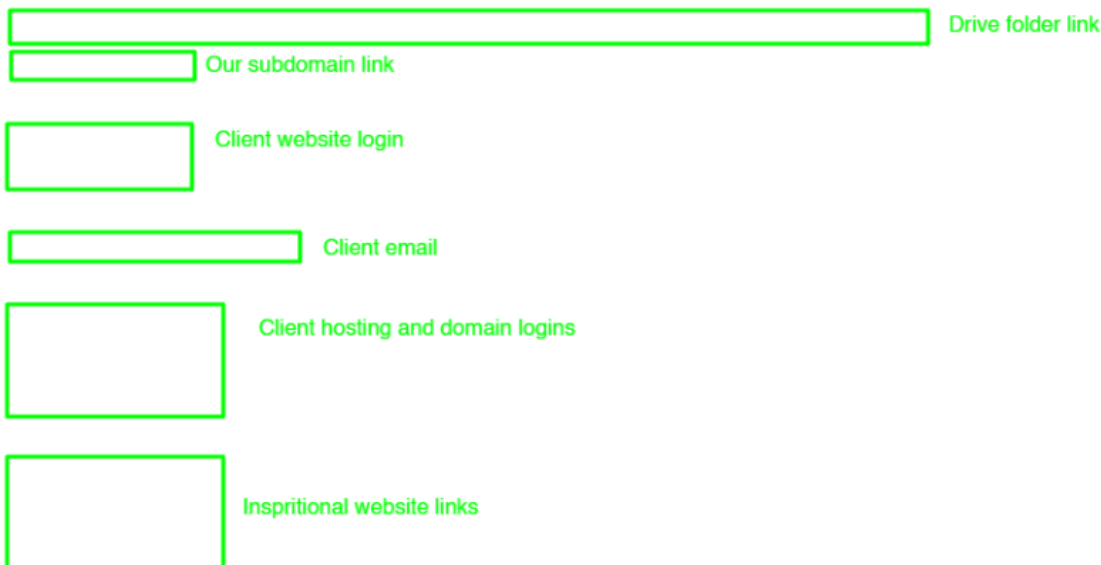 Drive folder link
Our subdomain link
Client website login
Client email
Client hosting and domain logins
Inspritional website links